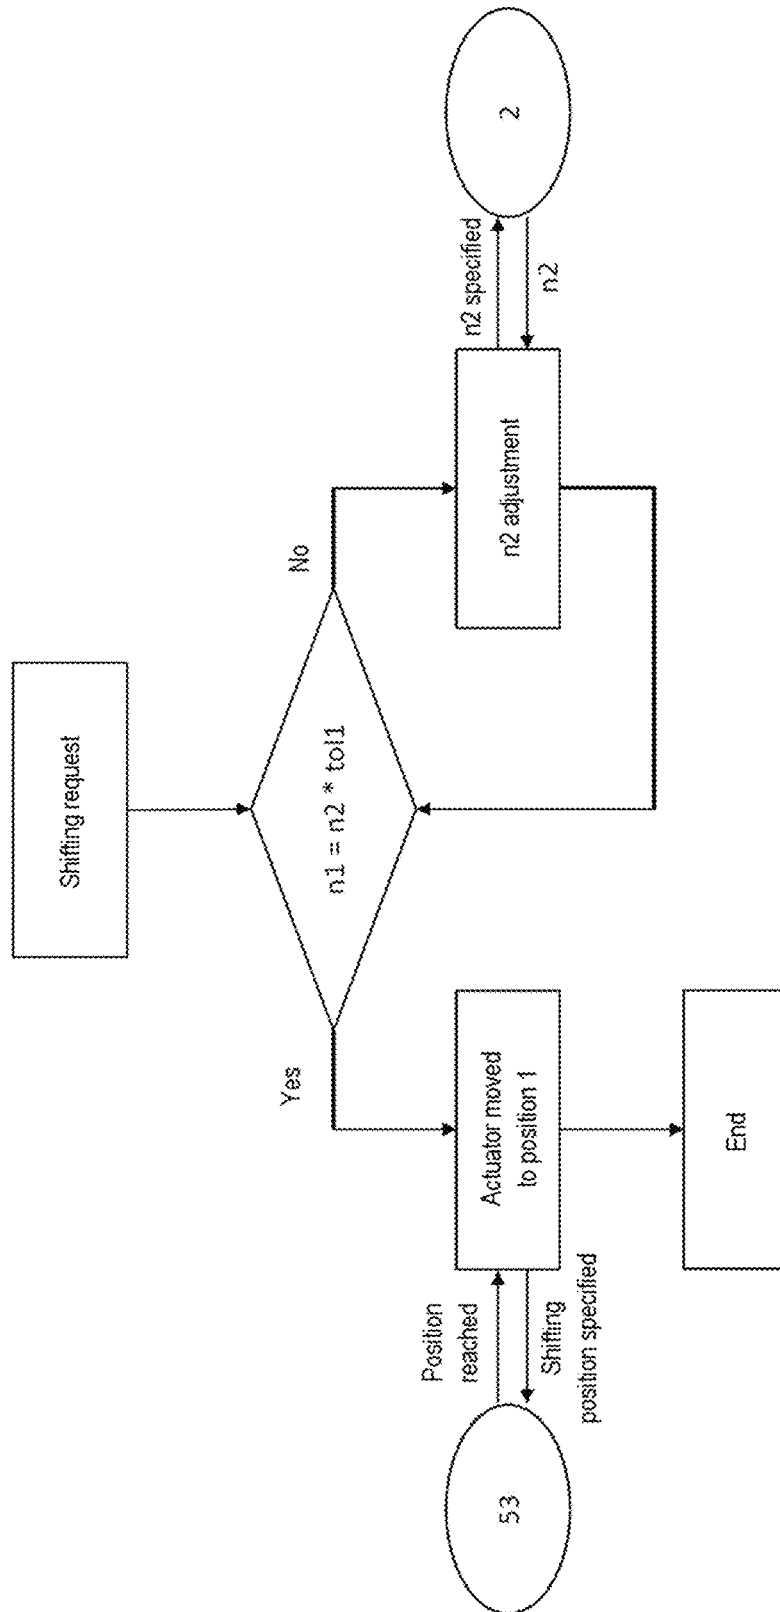 Shifting request
n1 = n2 * tol1
Yes
No
Actuator moved
to position 1
n2 adjustment
Position
reached
Shifting
position specified
n2 specified
n2
53
2
End